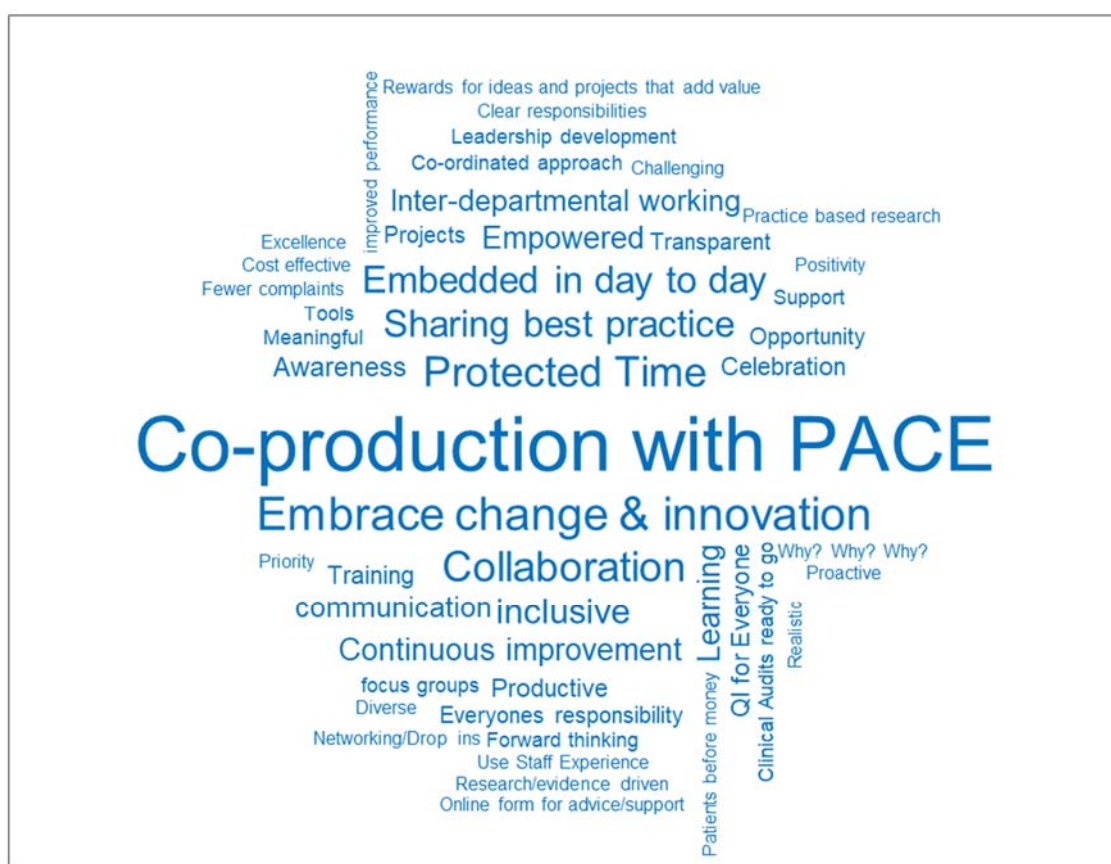 improved performance
Rewards for ideas and projects that add value
Clear responsibilities
Leadership development
Co-ordinated approach
Challenging
Inter-departmental working
Practice based research
Projects
Empowered
Transparent
Excellence
Cost effective
Positivity
Embedded in day to day
Fewer complaints
Support
Tools
Sharing best practice
Opportunity
Meaningful
Awareness
Protected Time
Celebration
Co-production with PACE
Embrace change & innovation
Priority
Training
Collaboration
Learning
QI for Everyone
Clinical Audits ready to go
Why? Why? Why?
Proactive
Realistic
communication
inclusive
Continuous improvement
focus groups
Productive
Patients before money
Diverse
Everyones responsibility
Networking/Drop ins
Forward thinking
Use Staff Experience
Research/evidence driven
Online form for advice/support